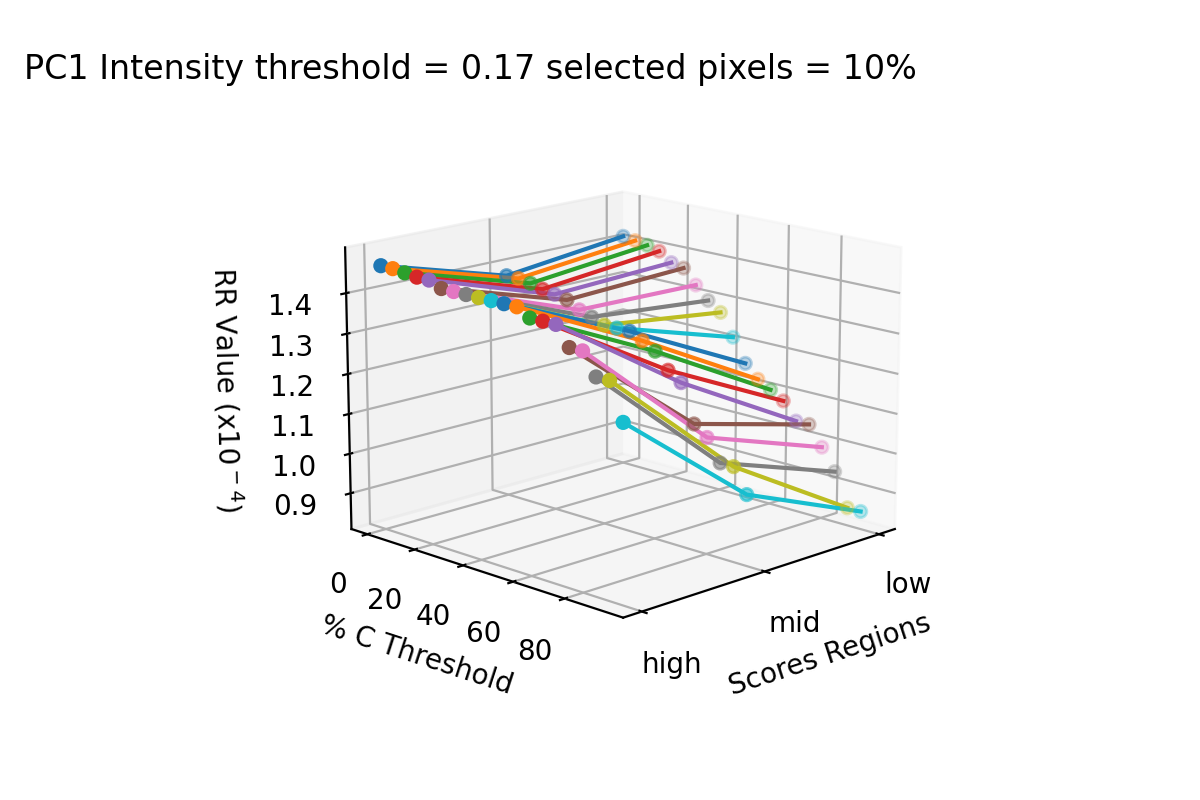 PC1 Intensity threshold = 0.17 selected pixels = 10%
RR Value (x10⁻⁴)
1.4
1.3
1.2
1.1
1.0
0.9
0
20
40
60
80
% C Threshold
high
mid
low
Scores Regions